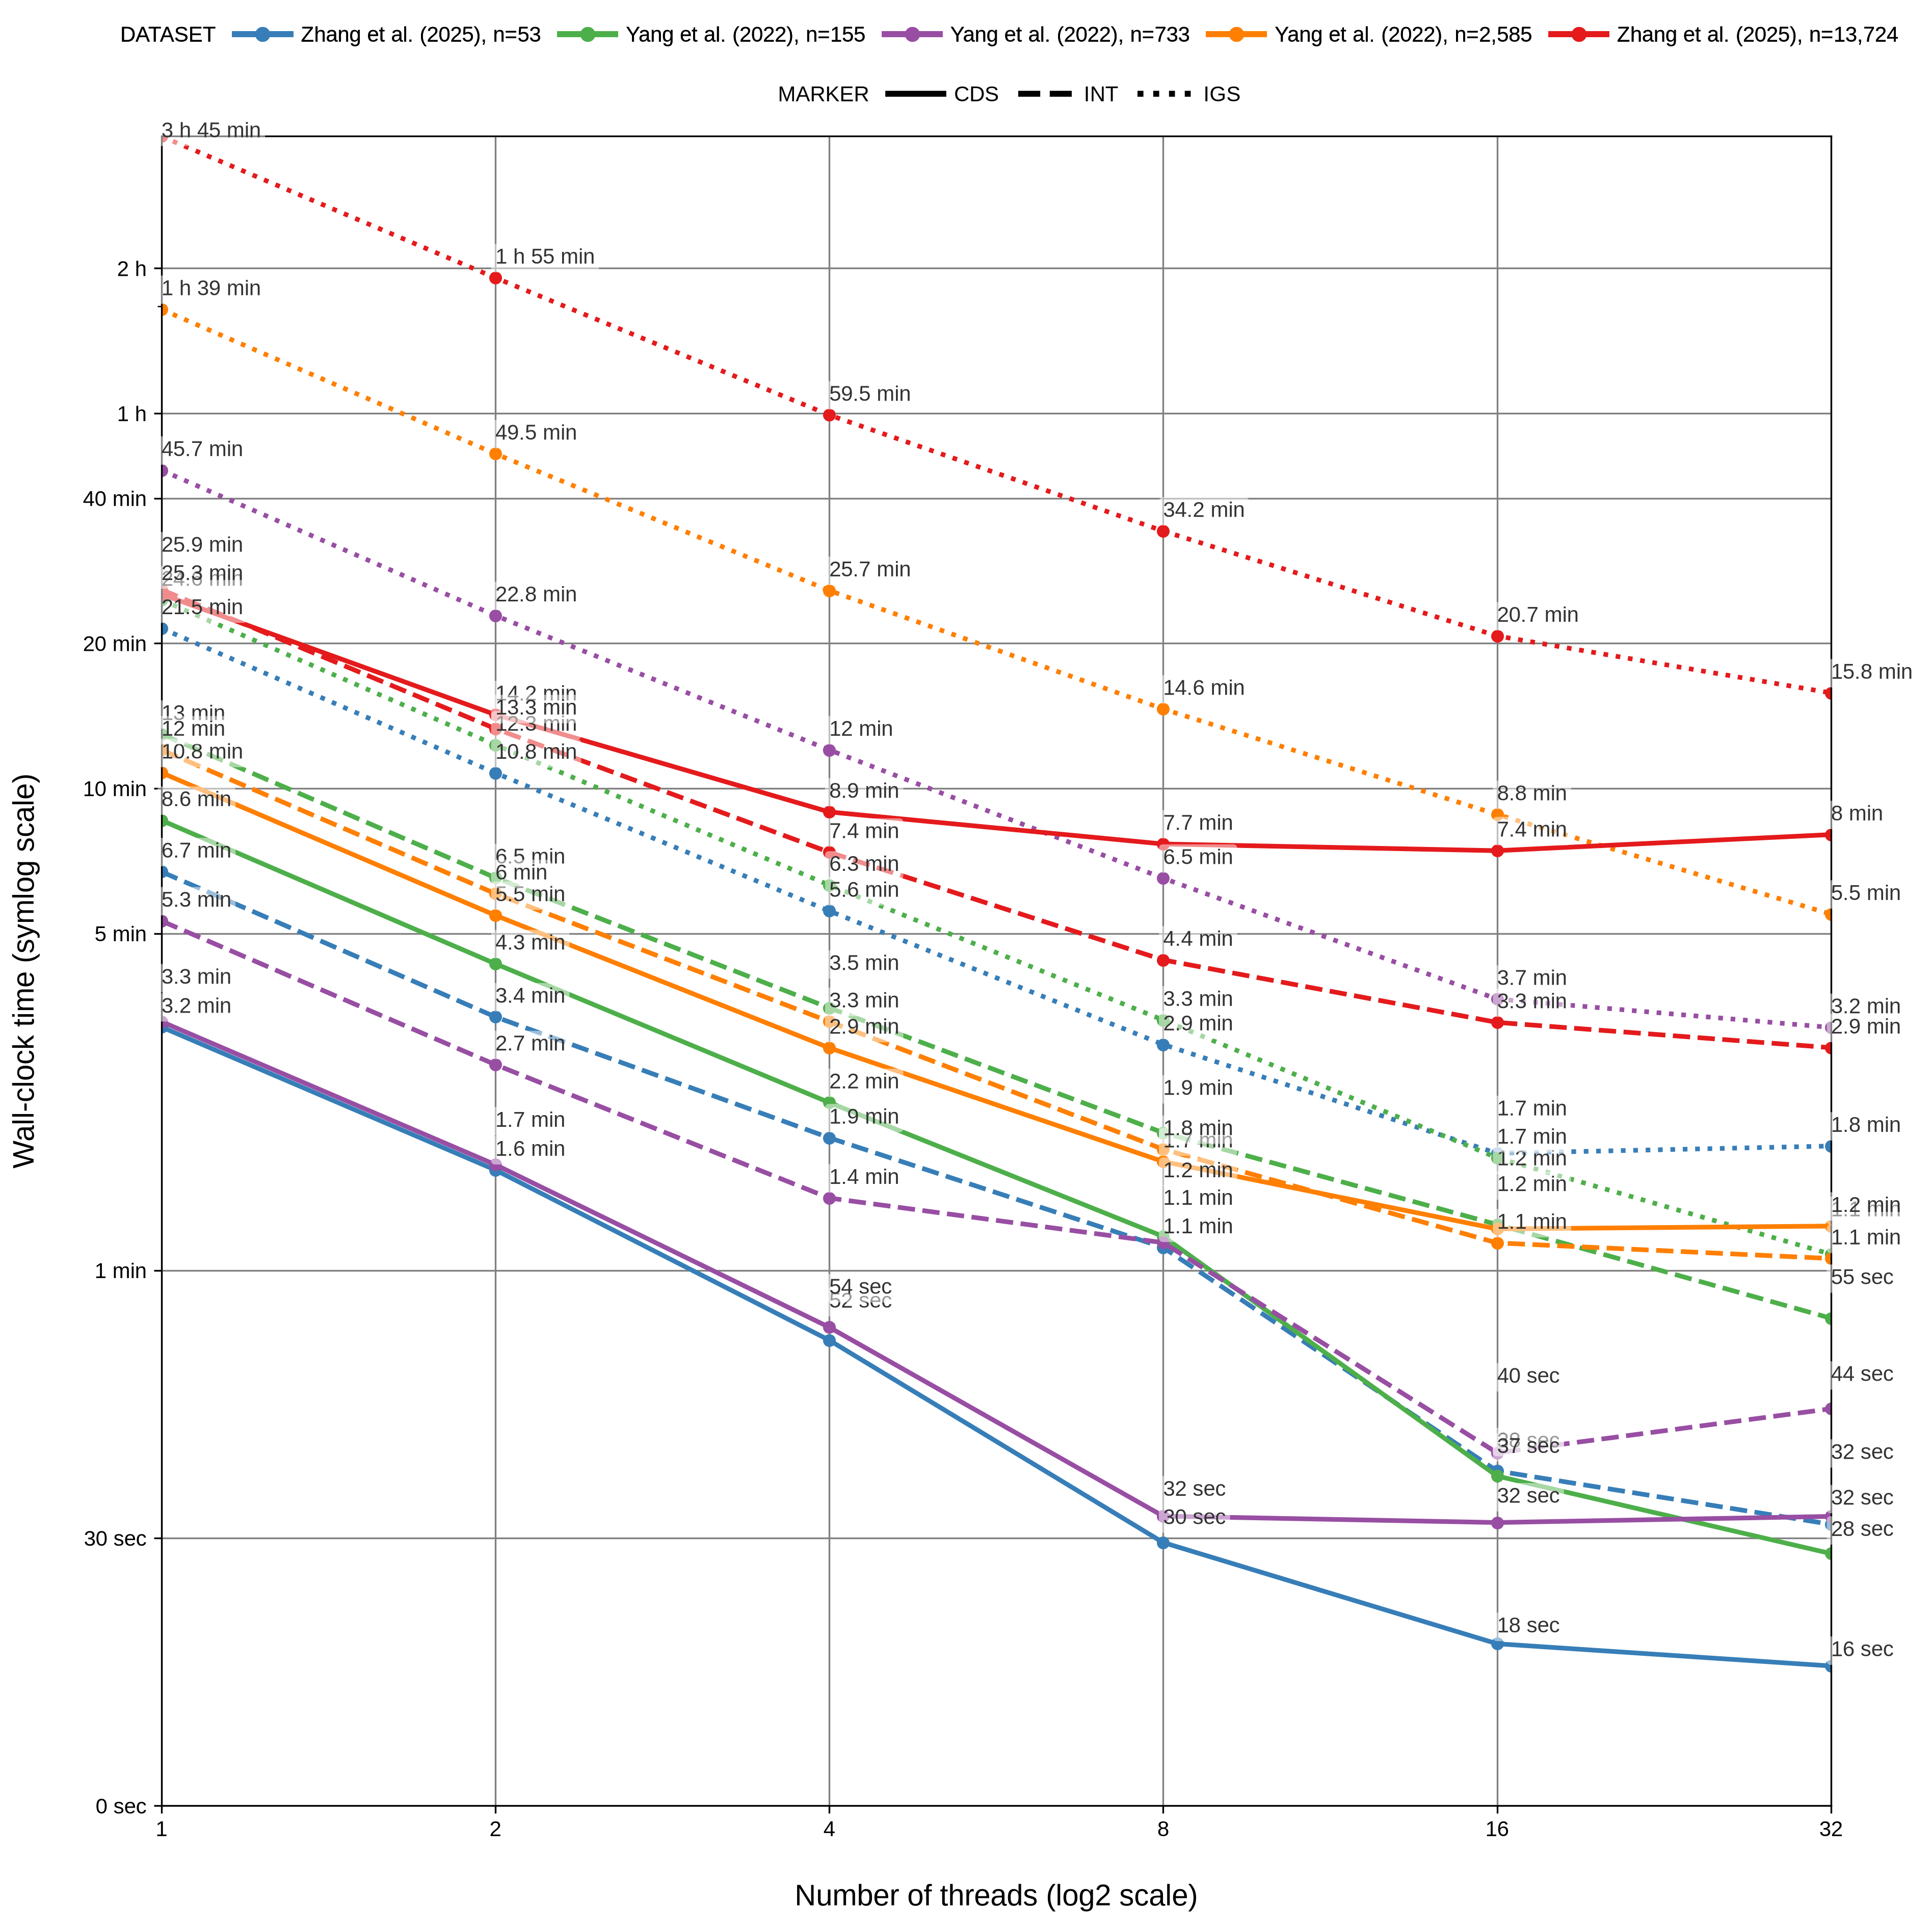 DATASET Zhang et al. (2025), n=53 Yang et al. (2022), n=155 Yang et al. (2022), n=733 Yang et al. (2022), n=2,585 Zhang et al. (2025), n=13,724
MARKER CDS INT IGS
3 h 45 min
1 h 55 min
2 h
1 h 39 min
59.5 min
1 h
49.5 min
45.7 min
40 min
34.2 min
25.9 min
25.3 min
25.7 min
22.8 min
21.5 min
20.7 min
20 min
15.8 min
14.6 min
14.2 min
13.3 min
12.3 min
13 min
12 min
12 min
10.8 min
10.8 min
10 min
8.9 min
8.8 min
8.6 min
8 min
7.7 min
7.4 min
7.4 min
6.7 min
6.5 min
6 min
5.5 min
6.3 min
5.6 min
6.5 min
5.5 min
5.3 min
5 min
4.3 min
4.4 min
3.5 min
3.3 min
3.2 min
3.4 min
3.3 min
2.9 min
3.3 min
2.9 min
3.7 min
3.3 min
3.2 min
2.9 min
2.7 min
2.2 min
1.9 min
1.9 min
1.8 min
1.7 min
1.7 min
1.6 min
1.4 min
1.2 min
1.1 min
1.1 min
1.7 min
1.7 min
1.2 min
1.2 min
1.1 min
1.8 min
1.2 min
1.1 min
1 min
54 sec
52 sec
55 sec
40 sec
44 sec
37 sec
32 sec
32 sec
32 sec
32 sec
30 sec
30 sec
28 sec
18 sec
16 sec
0 sec
1 2 4 8 16 32
Wall-clock time (symlog scale)
Number of threads (log2 scale)